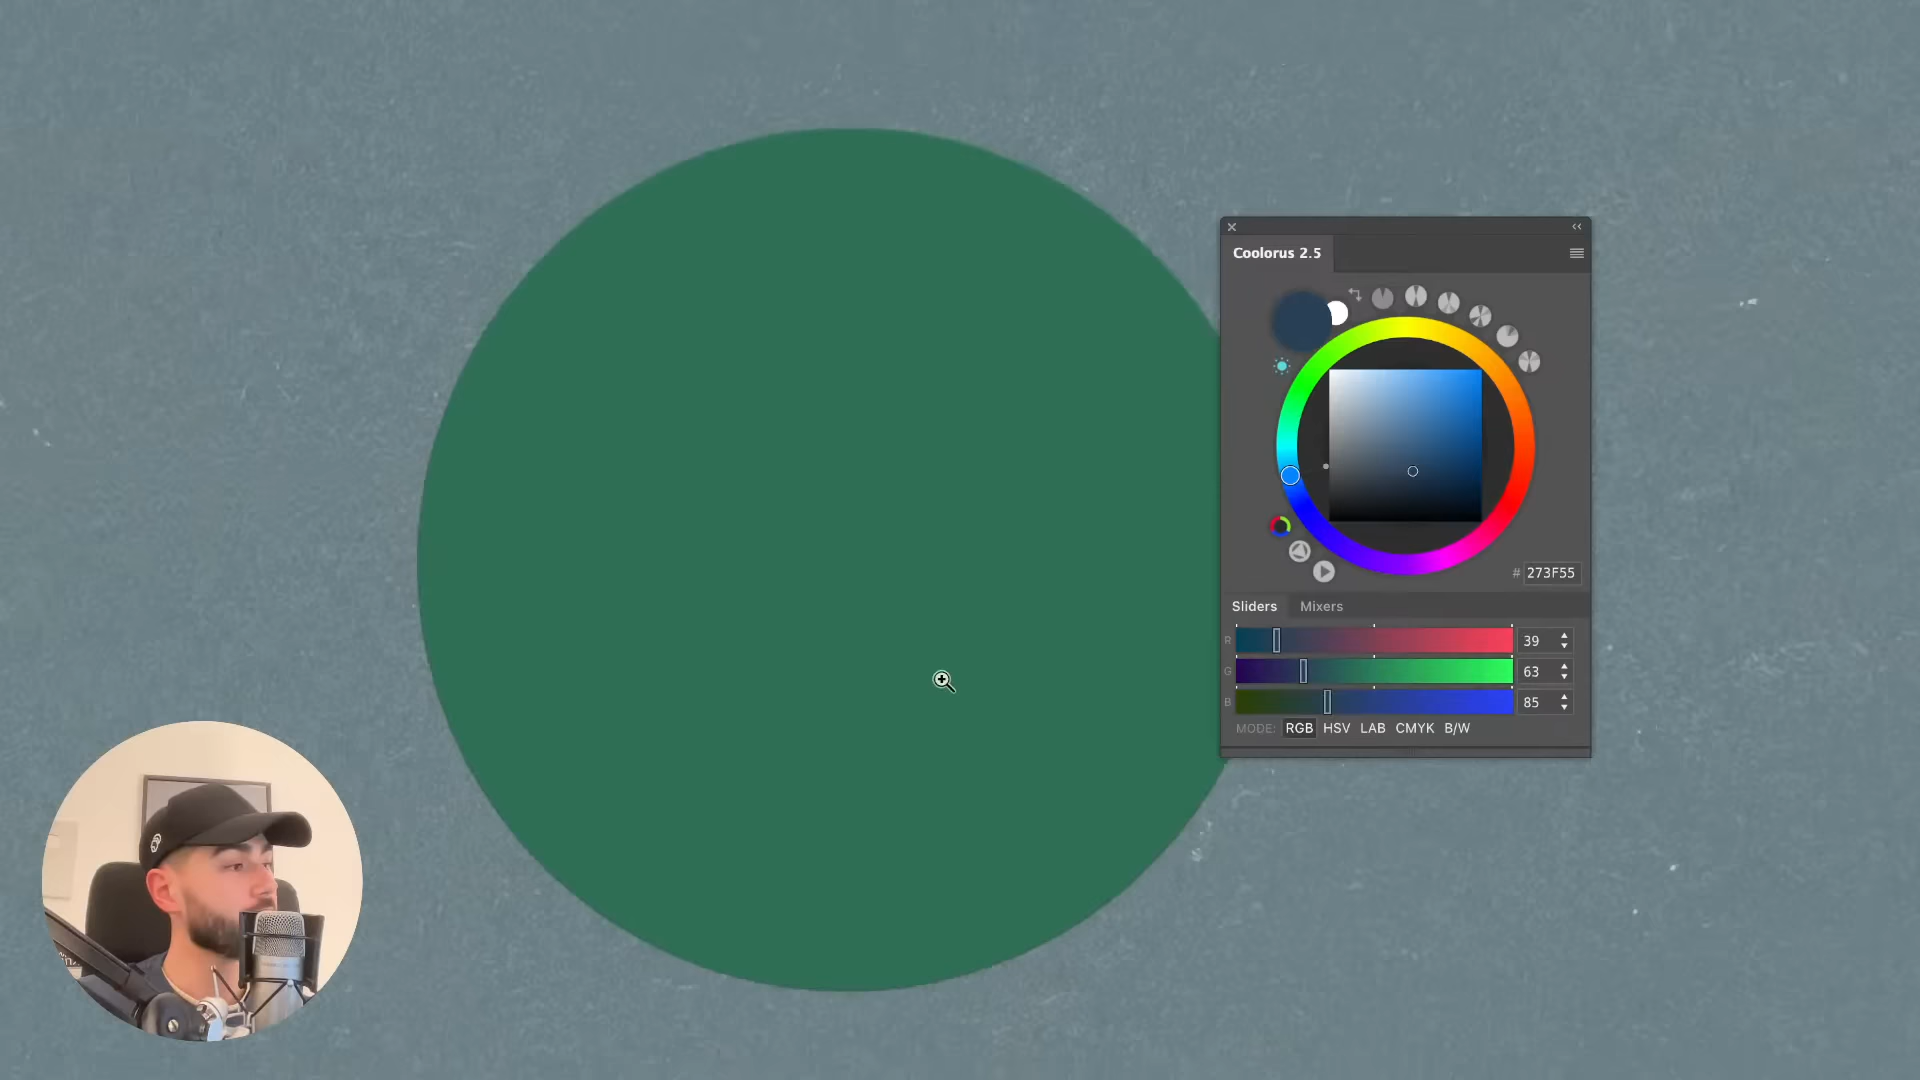 Coolorus 2.5
# 273F55
Sliders Mixers
R 39
G 63
B 85
MODE: RGB HSV LAB CMYK B/W